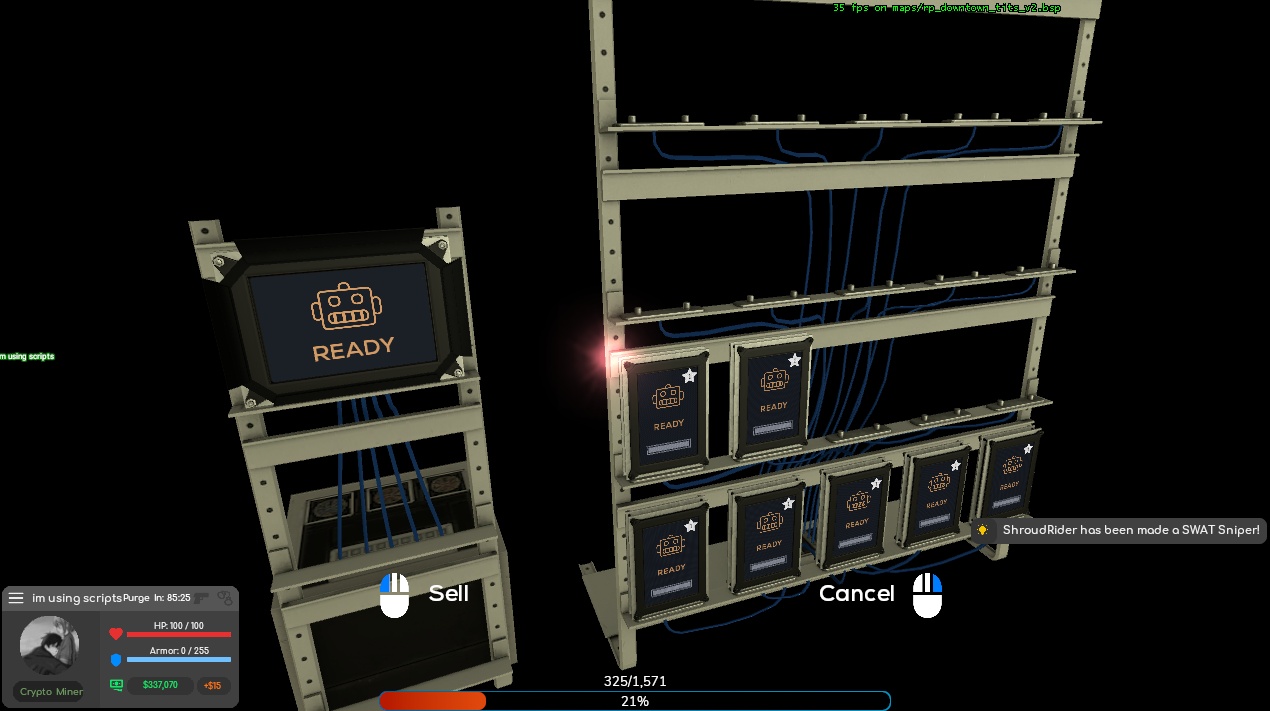 35 fps on maps/rp_downtown_tits_v2.bsp
READY
m using scripts
READY
READY
READY
READY
READY
READY
READY
ShroudRider has been made a SWAT Sniper!
Sell
Cancel
im using scripts Purge In: 85:25
HP: 100 / 100
Armor: 0 / 255
$337,070
+$15
Crypto Miner
325/1,571
21%